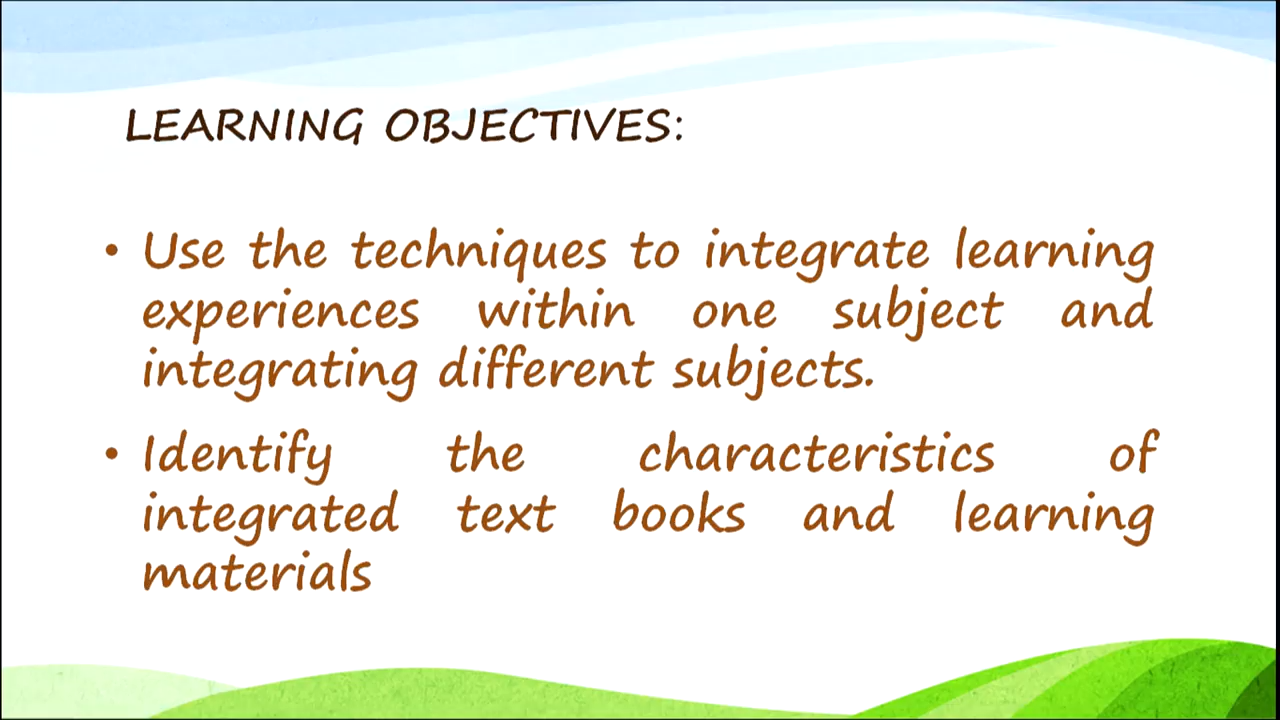 LEARNING OBJECTIVES:
• Use the techniques to integrate learning
experiences within one subject and
integrating different subjects.
• Identify the characteristics of
integrated text books and learning
materials